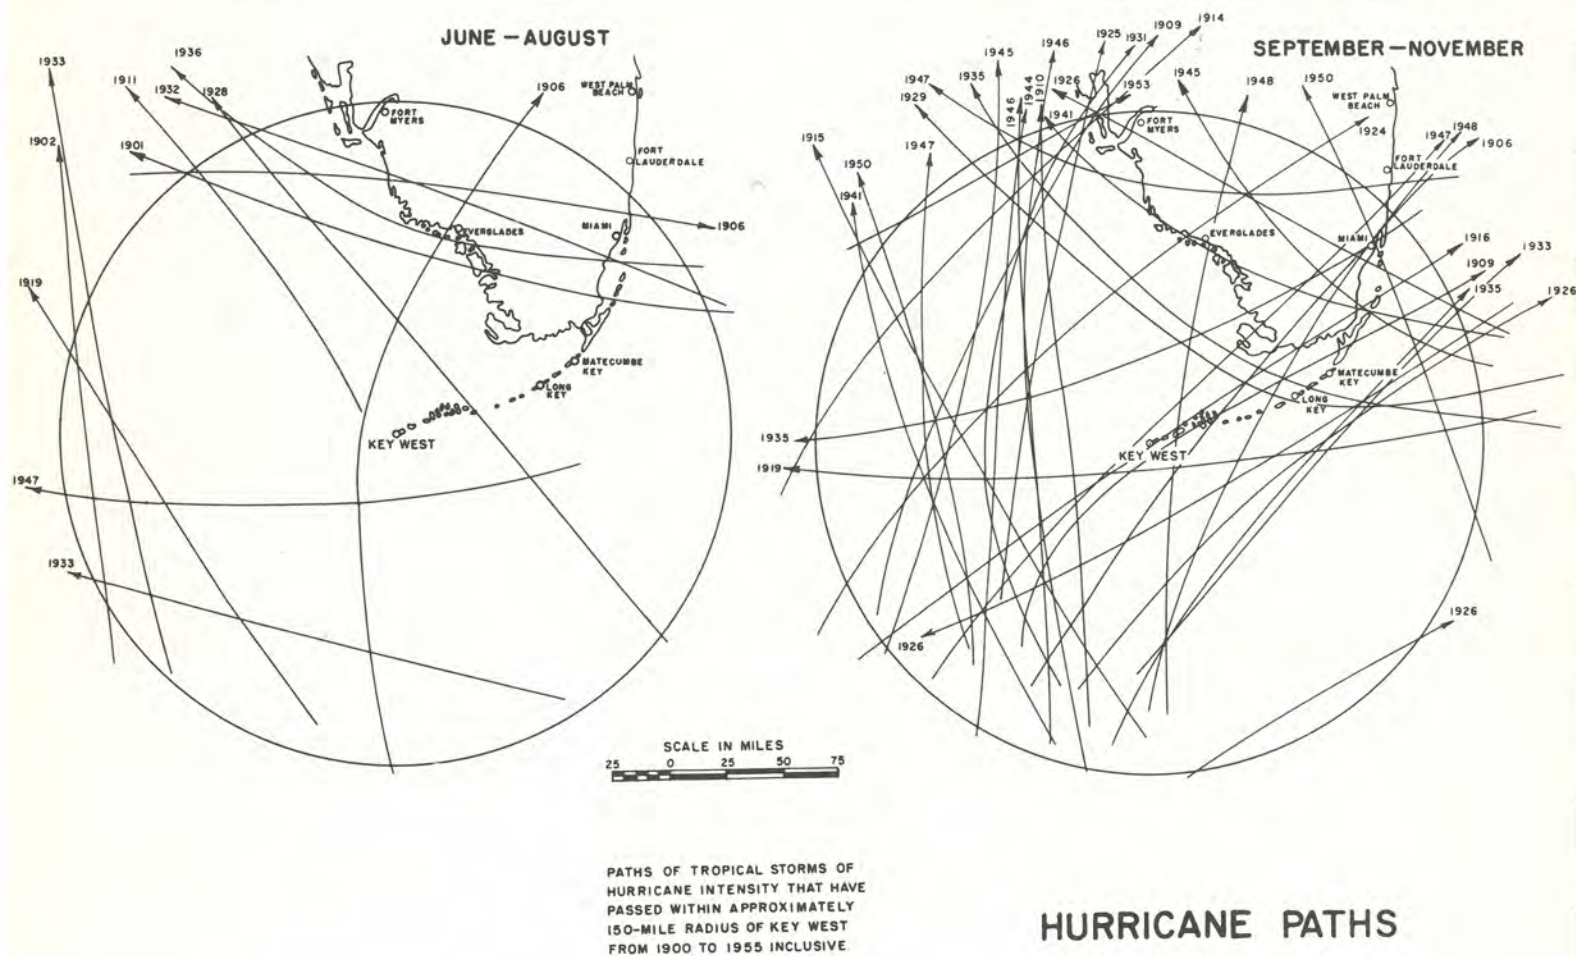 JUNE – AUGUST
1933
1936
1911
1932
1928
1906
WEST PALM
BEACH
FORT
MYERS
1902
1901
FORT
LAUDERDALE
1906
EVERGLADES
MIAMI
1919
MATECUMBE
KEY
LONG
KEY
KEY WEST
1947
1933
SEPTEMBER – NOVEMBER
1914
1909
1925
1931
1946
1945
1947
1935
1926
1953
1945
1948
1950
1929
1946
1944
1910
1941
WEST PALM
BEACH
FORT
MYERS
1924
1947
1948
1906
1915
1950
1947
1941
FORT
LAUDERDALE
EVERGLADES
MIAMI
1916
1933
1909
1935
1926
MATECUMBE
KEY
LONG
KEY
1935
KEY WEST
1919
1926
1926
SCALE IN MILES
25 0 25 50 75
PATHS OF TROPICAL STORMS OF
HURRICANE INTENSITY THAT HAVE
PASSED WITHIN APPROXIMATELY
150-MILE RADIUS OF KEY WEST
FROM 1900 TO 1955 INCLUSIVE
HURRICANE PATHS